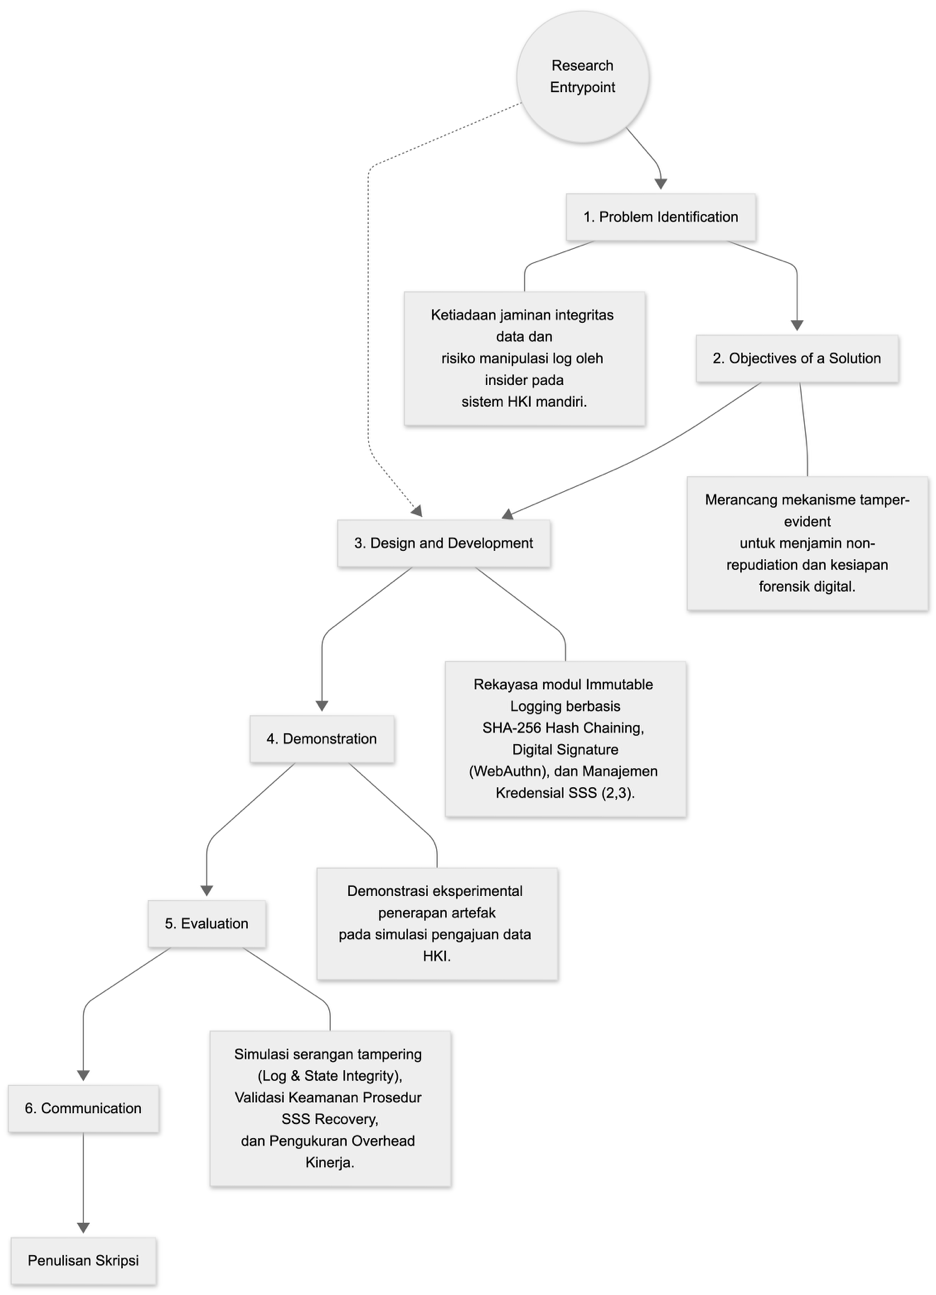 Research
Entrypoint
1. Problem Identification
Ketiadaan jaminan integritas
data dan
risiko manipulasi log oleh
insider pada
sistem HKI mandiri.
2. Objectives of a Solution
Merancang mekanisme tamper-
evident
untuk menjamin non-
repudiation dan kesiapan
forensik digital.
3. Design and Development
Rekayasa modul Immutable
Logging berbasis
SHA-256 Hash Chaining,
Digital Signature
(WebAuthn), dan Manajemen
Kredensial SSS (2,3).
4. Demonstration
Demonstrasi eksperimental
penerapan artefak
pada simulasi pengajuan data
HKI.
5. Evaluation
Simulasi serangan tampering
(Log & State Integrity),
Validasi Keamanan Prosedur
SSS Recovery,
dan Pengukuran Overhead
Kinerja.
6. Communication
Penulisan Skripsi